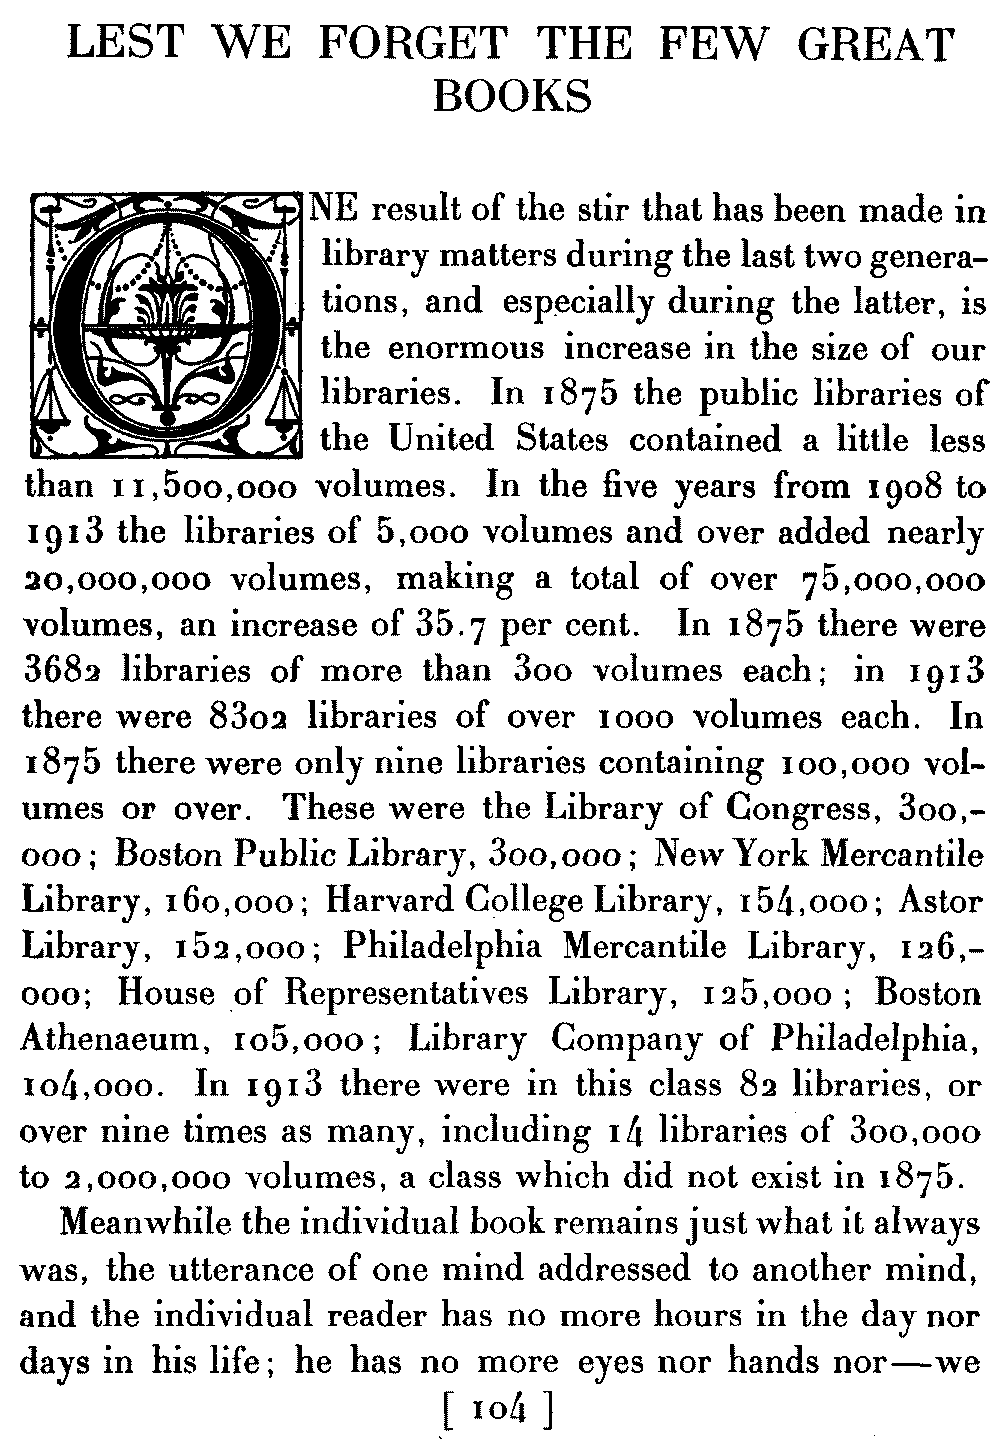 LEST WE FORGET THE FEW GREAT
BOOKS
ONE result of the stir that has been made in
library matters during the last two genera-
tions, and especially during the latter, is
the enormous increase in the size of our
libraries. In 1875 the public libraries of
the United States contained a little less
than 11,500,000 volumes. In the five years from 1908 to
1913 the libraries of 5,000 volumes and over added nearly
20,000,000 volumes, making a total of over 75,000,000
volumes, an increase of 35.7 per cent. In 1875 there were
3682 libraries of more than 300 volumes each; in 1913
there were 8302 libraries of over 1000 volumes each. In
1875 there were only nine libraries containing 100,000 vol-
umes or over. These were the Library of Congress, 300,-
000; Boston Public Library, 300,000; New York Mercantile
Library, 160,000; Harvard College Library, 154,000; Astor
Library, 152,000; Philadelphia Mercantile Library, 126,-
000; House of Representatives Library, 125,000; Boston
Athenaeum, 105,000; Library Company of Philadelphia,
104,000. In 1913 there were in this class 82 libraries, or
over nine times as many, including 14 libraries of 300,000
to 2,000,000 volumes, a class which did not exist in 1875.
Meanwhile the individual book remains just what it always
was, the utterance of one mind addressed to another mind,
and the individual reader has no more hours in the day nor
days in his life; he has no more eyes nor hands nor—we
[ 104 ]